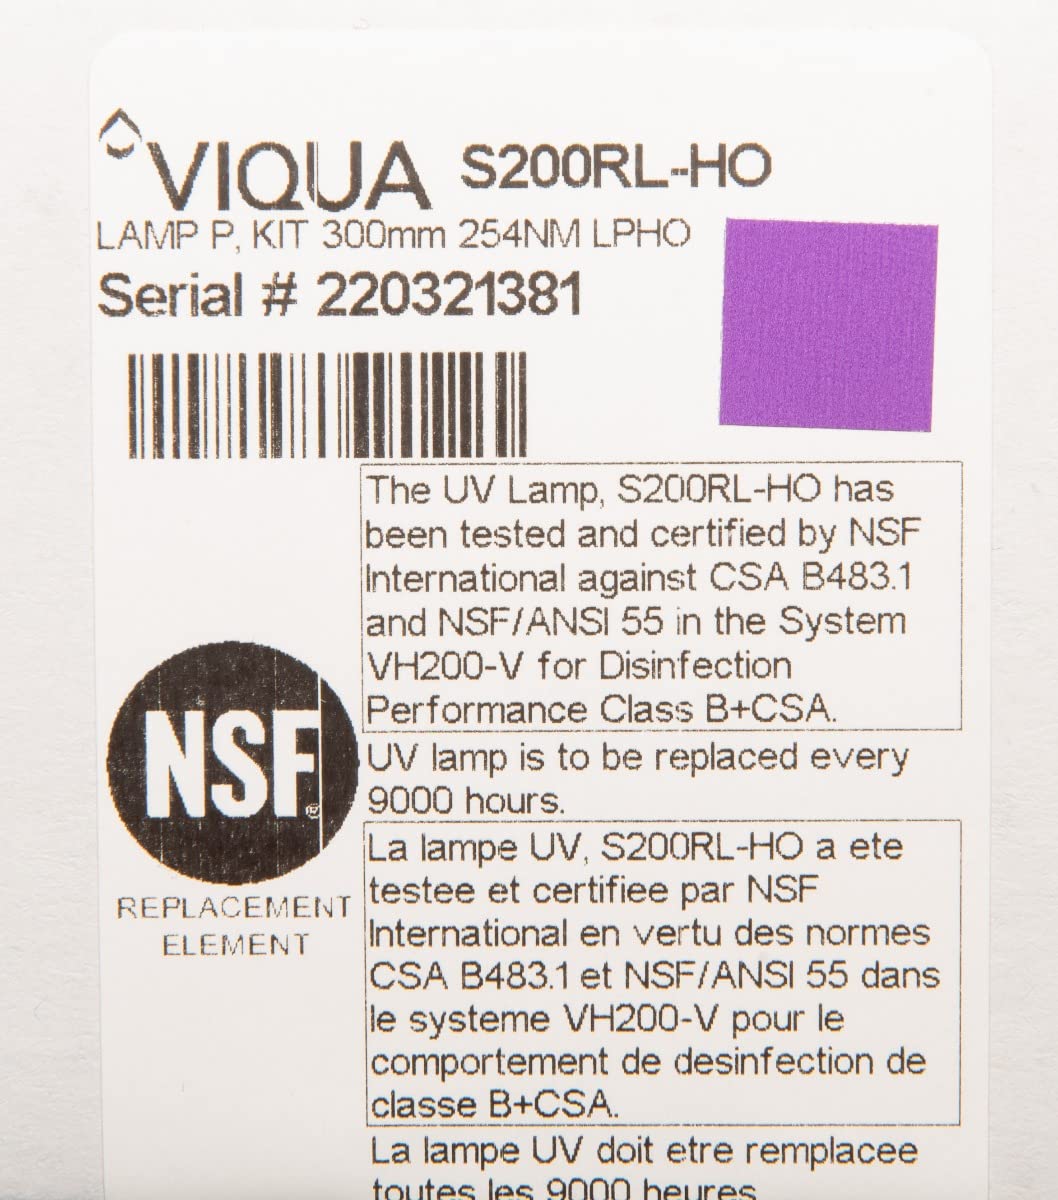 VIQUA S200RL-HO
LAMP P, KIT 300mm 254NM LPHO
Serial # 220321381
The UV Lamp, S200RL-HO has
been tested and certified by NSF
International against CSA B483.1
and NSF/ANSI 55 in the System
VH200-V for Disinfection
Performance Class B+CSA.
UV lamp is to be replaced every
9000 hours.
NSF®
REPLACEMENT
ELEMENT
La lampe UV, S200RL-HO a ete
testee et certifiee par NSF
International en vertu des normes
CSA B483.1 et NSF/ANSI 55 dans
le systeme VH200-V pour le
comportement de desinfection de
classe B+CSA.
La lampe UV doit etre remplacee
toutes les 9000 heures